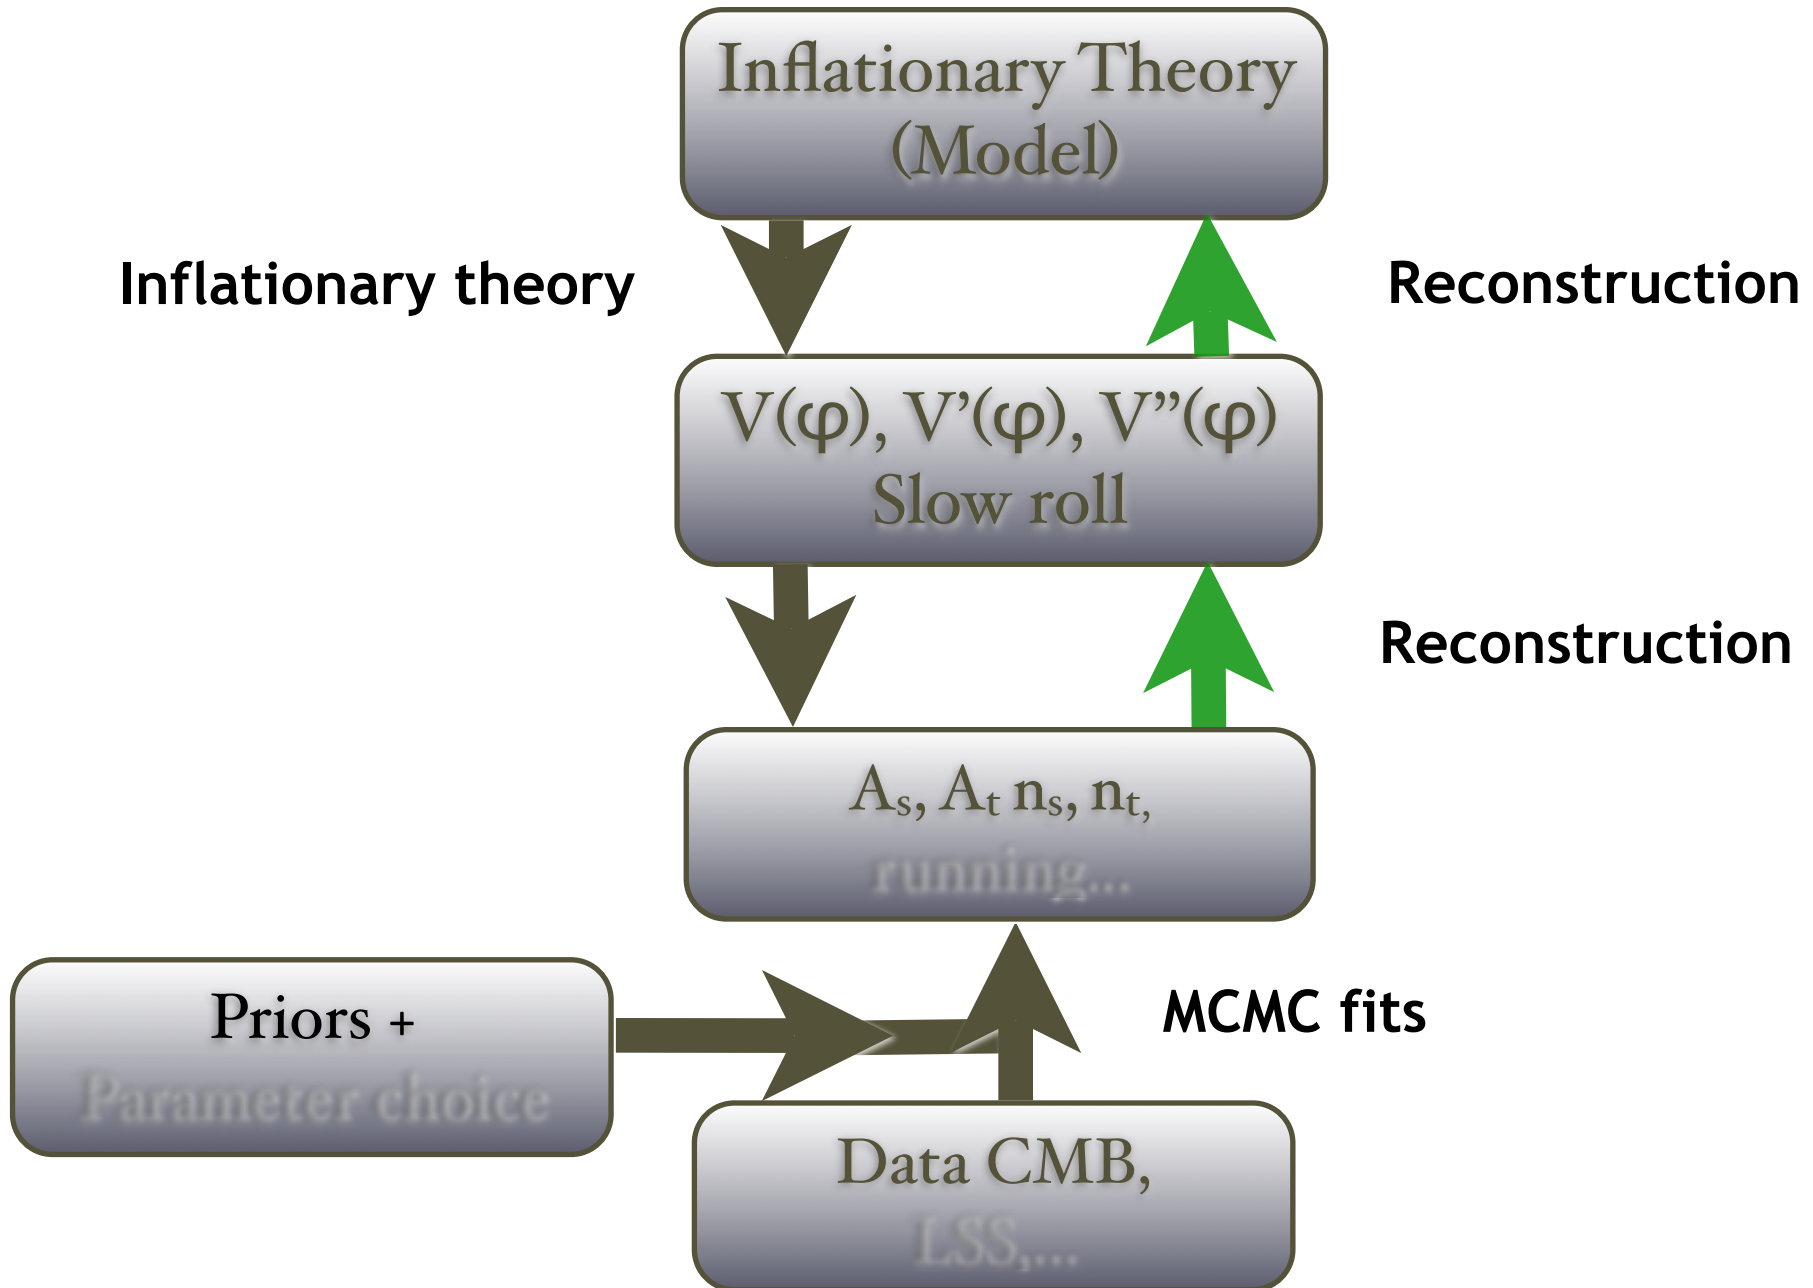 Inflationary Theory
(Model)
Inflationary theory
Reconstruction
V(φ), V’(φ), V”(φ)
Slow roll
Reconstruction
As, At ns, nt,
running...
Priors +
Parameter choice
MCMC fits
Data CMB,
LSS,...